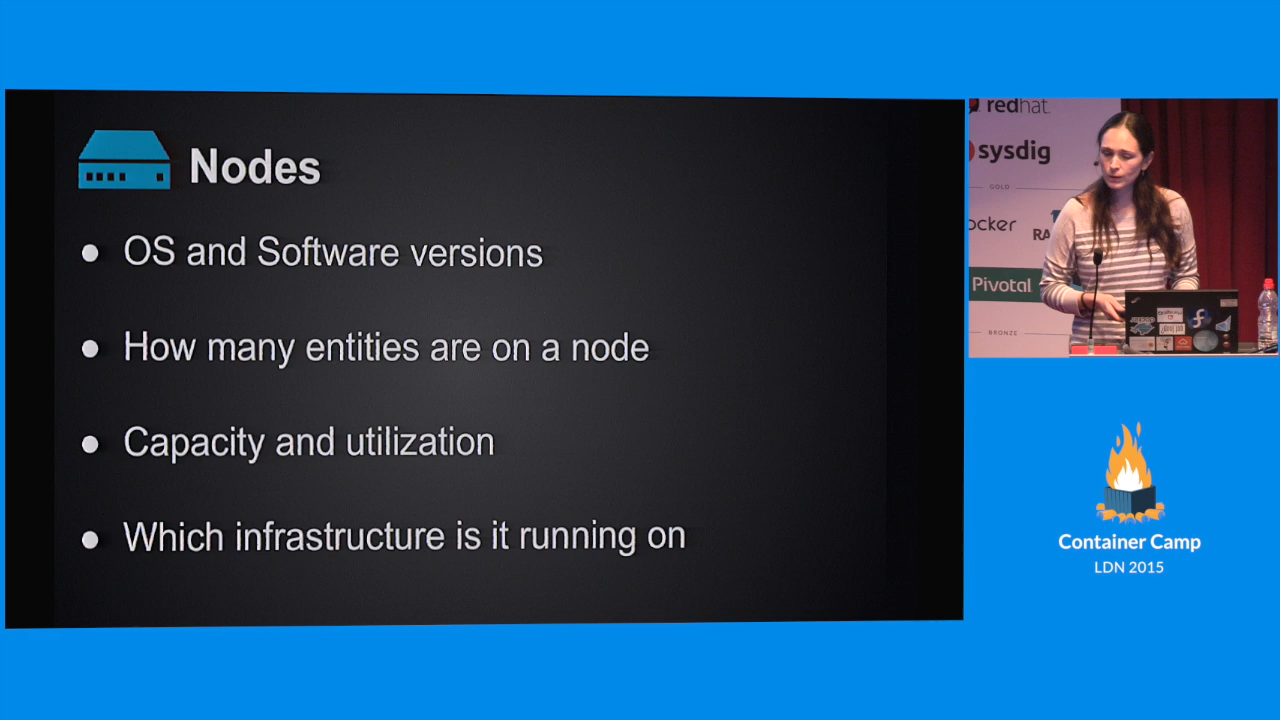 Nodes
OS and Software versions
How many entities are on a node
Capacity and utilization
Which infrastructure is it running on
redhat.
sysdig
GOLD
ocker
RA
Pivotal
BRONZE
Container Camp
LDN 2015